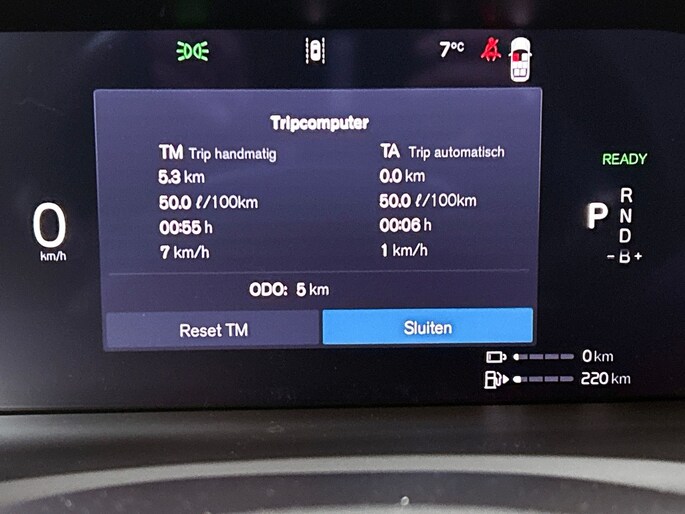 7°C
Tripcomputer
TM Trip handmatig
5.3 km
50.0 ℓ/100km
00:55 h
7 km/h
TA Trip automatisch
0.0 km
50.0 ℓ/100km
00:06 h
1 km/h
ODO: 5 km
Reset TM
Sluiten
0
km/h
READY
P
R
N
D
- B +
0 km
220 km